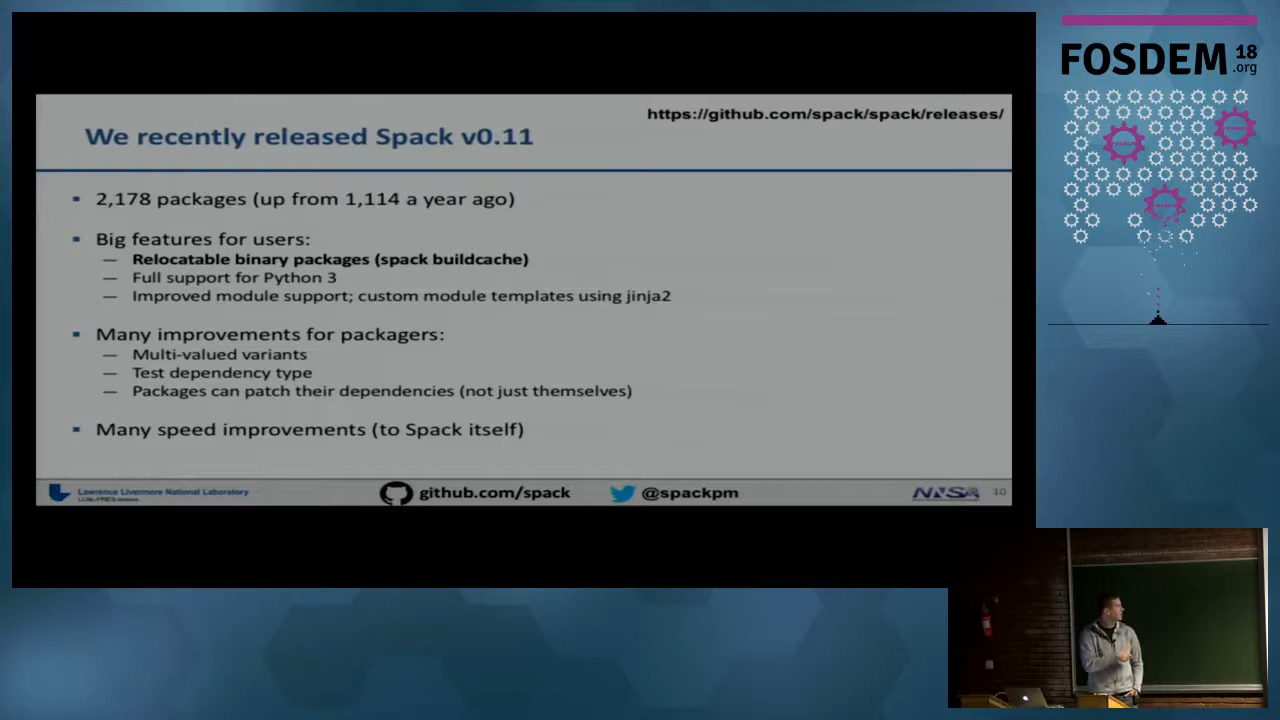 FOSDEM 18
.org
https://github.com/spack/spack/releases/
We recently released Spack v0.11
▪ 2,178 packages (up from 1,114 a year ago)
▪ Big features for users:
— Relocatable binary packages (spack buildcache)
— Full support for Python 3
— Improved module support; custom module templates using jinja2
▪ Many improvements for packagers:
— Multi-valued variants
— Test dependency type
— Packages can patch their dependencies (not just themselves)
▪ Many speed improvements (to Spack itself)
Lawrence Livermore National Laboratory
github.com/spack
@spackpm
NNSA
10